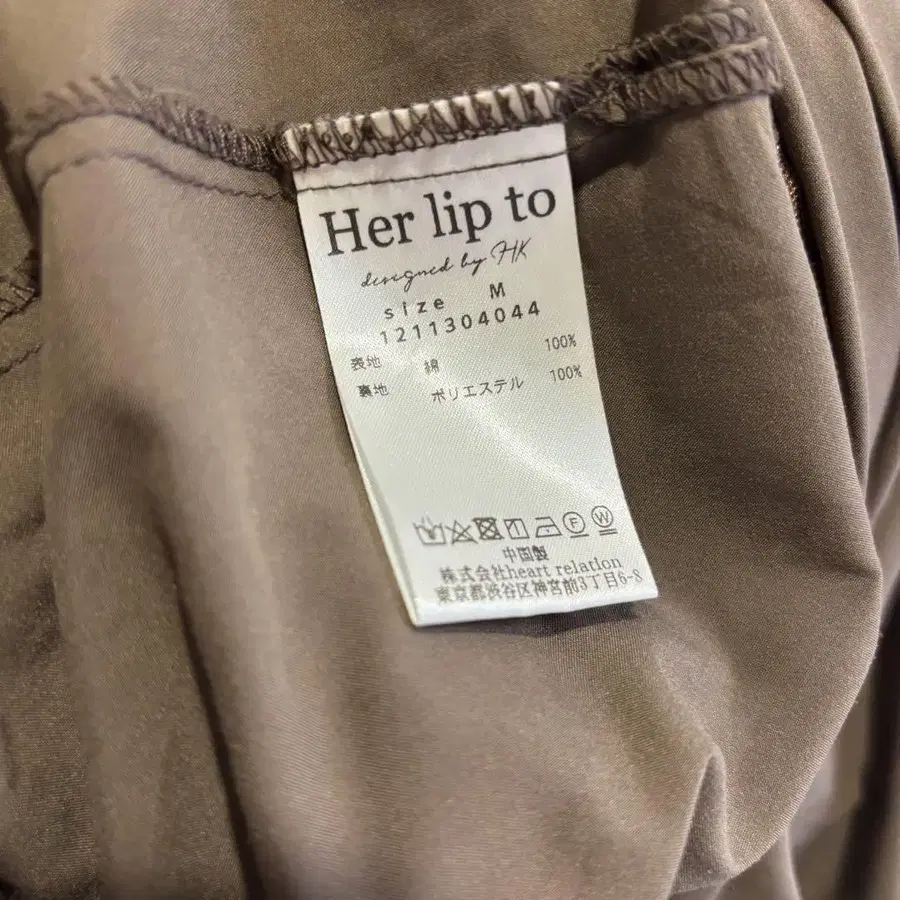 Her lip to
designed by HK
size M
1211304044
表地 綿 100%
裏地 ポリエステル 100%
中国製
株式会社heart relation
東京都渋谷区神宮前3丁目6-8